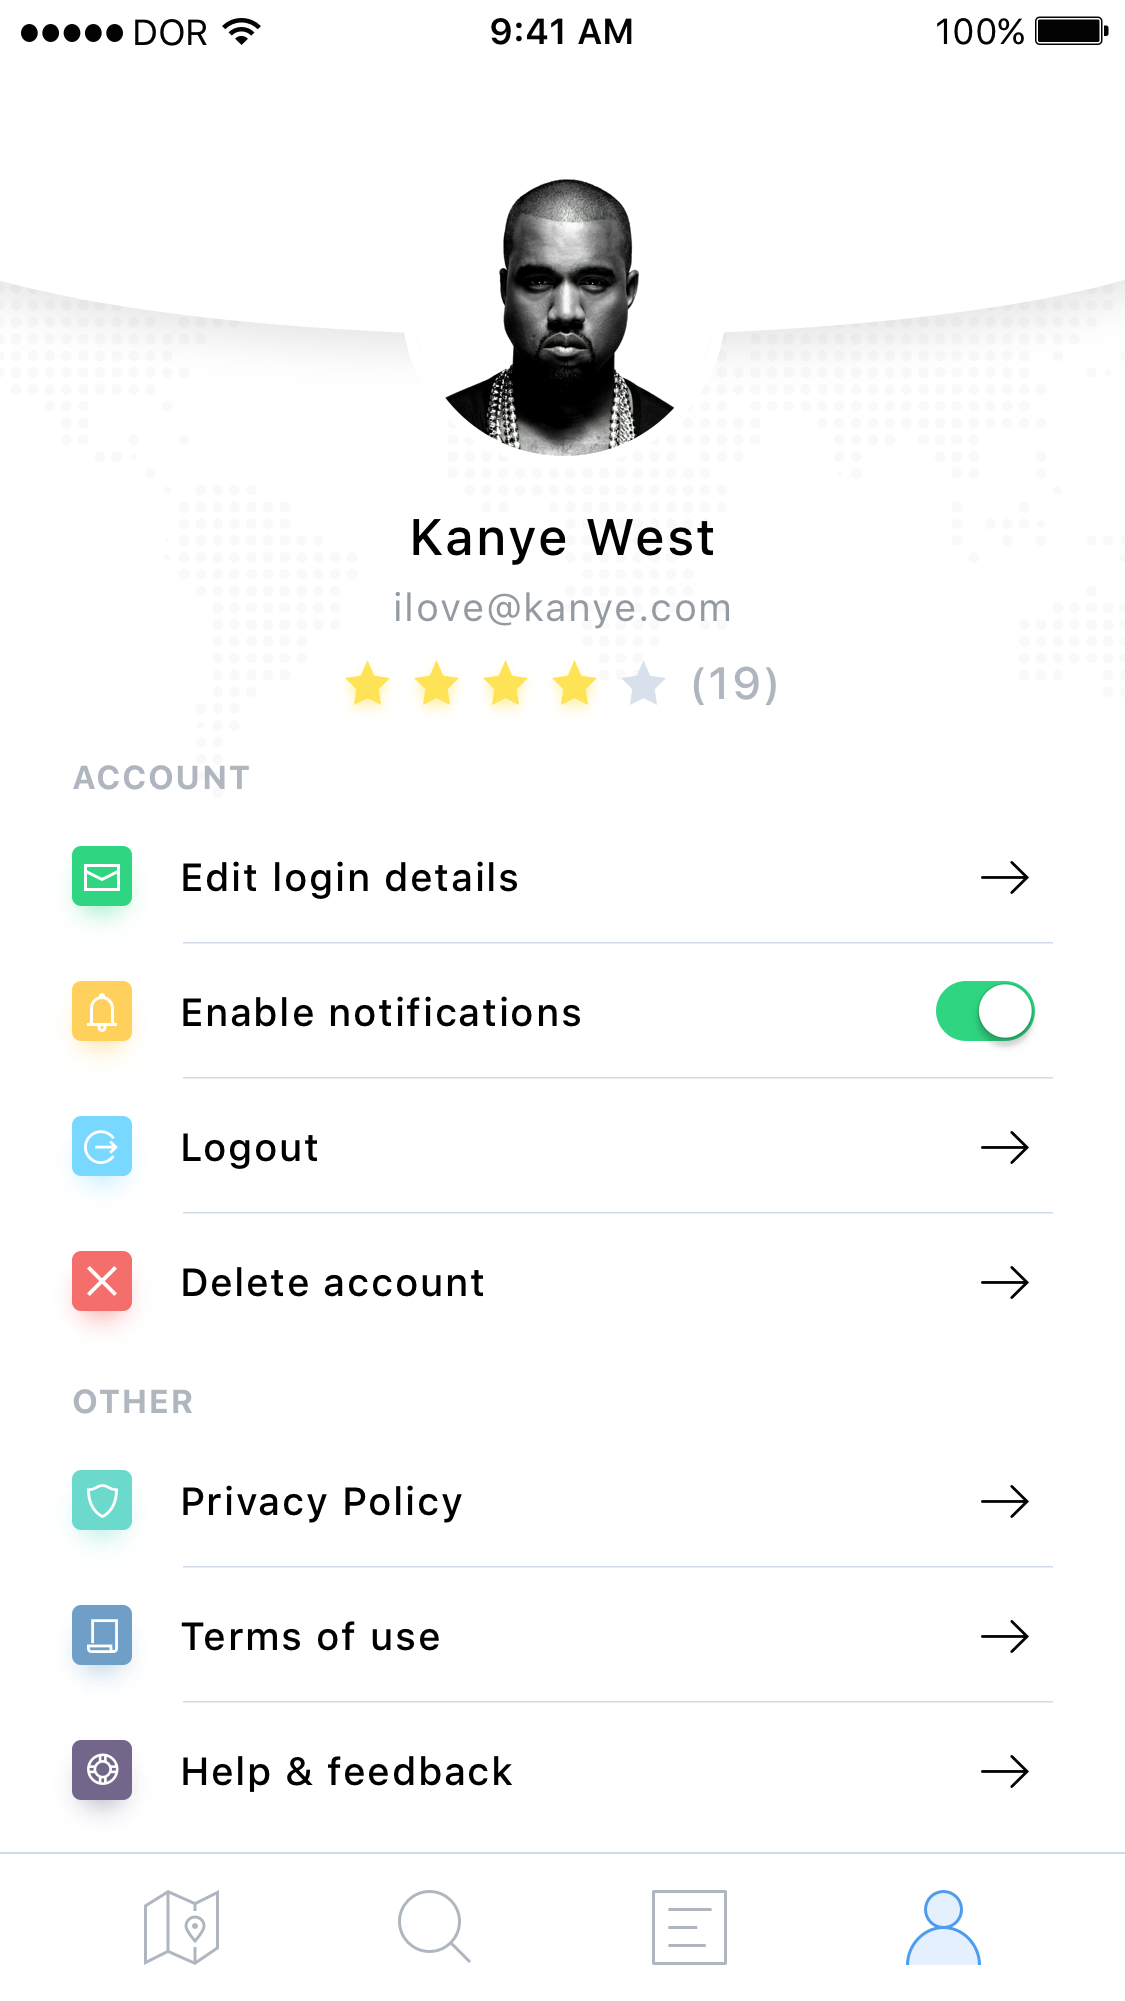 DOR 9:41 AM 100%
Kanye West
ilove@kanye.com
(19)
ACCOUNT
Edit login details
Enable notifications
Logout
Delete account
OTHER
Privacy Policy
Terms of use
Help & feedback